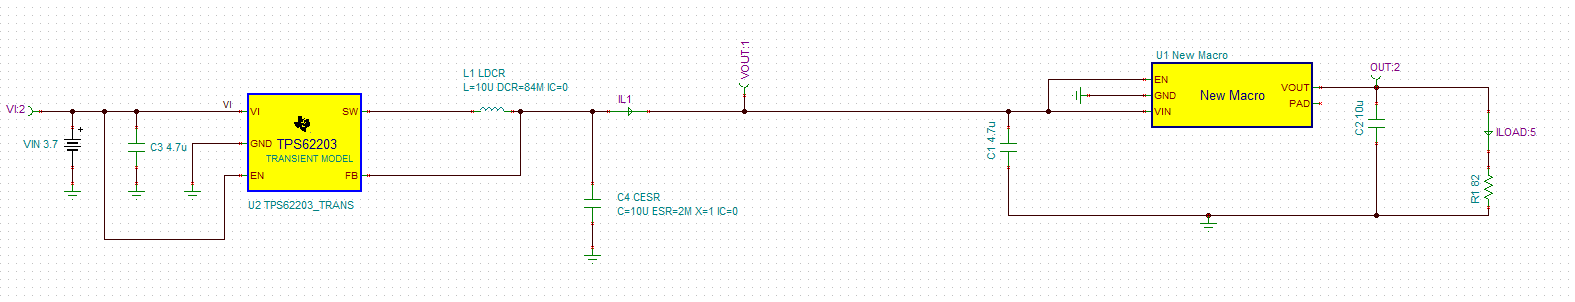 VI:2
VIN 3.7
+
C3 4.7u
VI
VI
SW
GND
TPS62203
TRANSIENT MODEL
EN
FB
U2 TPS62203_TRANS
L1 LDCR
L=10U DCR=84M IC=0
IL1
C4 CESR
C=10U ESR=2M X=1 IC=0
VOUT:1
C1 4.7u
U1 New Macro
EN
GND
VIN
New Macro
VOUT
PAD
OUT:2
C2 10u
ILOAD:5
R1 82